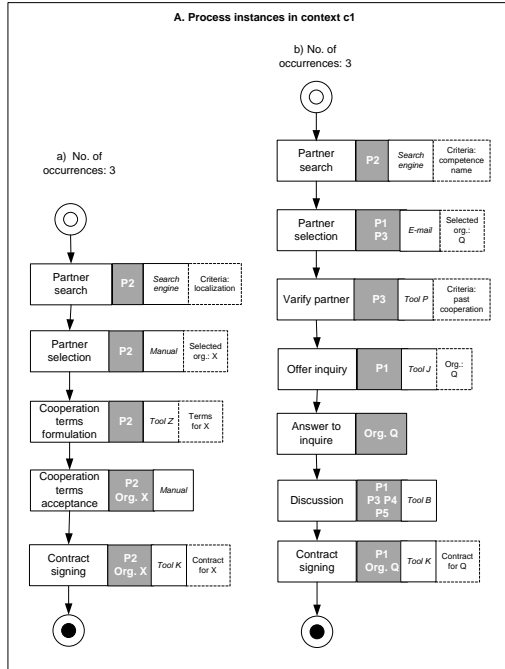 A. Process instances in context c1
a) No. of
occurrences: 3
Partner
search
P2
Search
engine
Criteria:
localization
Partner
selection
P2
Manual
Selected
org.: X
Cooperation
terms
formulation
P2
Tool Z
Terms
for X
Cooperation
terms
acceptance
P2
Org. X
Manual
Contract
signing
P2
Org. X
Tool K
Contract
for X
b) No. of
occurrences: 3
Partner
search
P2
Search
engine
Criteria:
competence
name
Partner
selection
P1
P3
E-mail
Selected
org.:
Q
Varify partner
P3
Tool P
Criteria:
past
cooperation
Offer inquiry
P1
Tool J
Org.:
Q
Answer to
inquire
Org. Q
Discussion
P1
P3 P4
P5
Tool B
Contract
signing
P1
Org. Q
Tool K
Contract
for Q